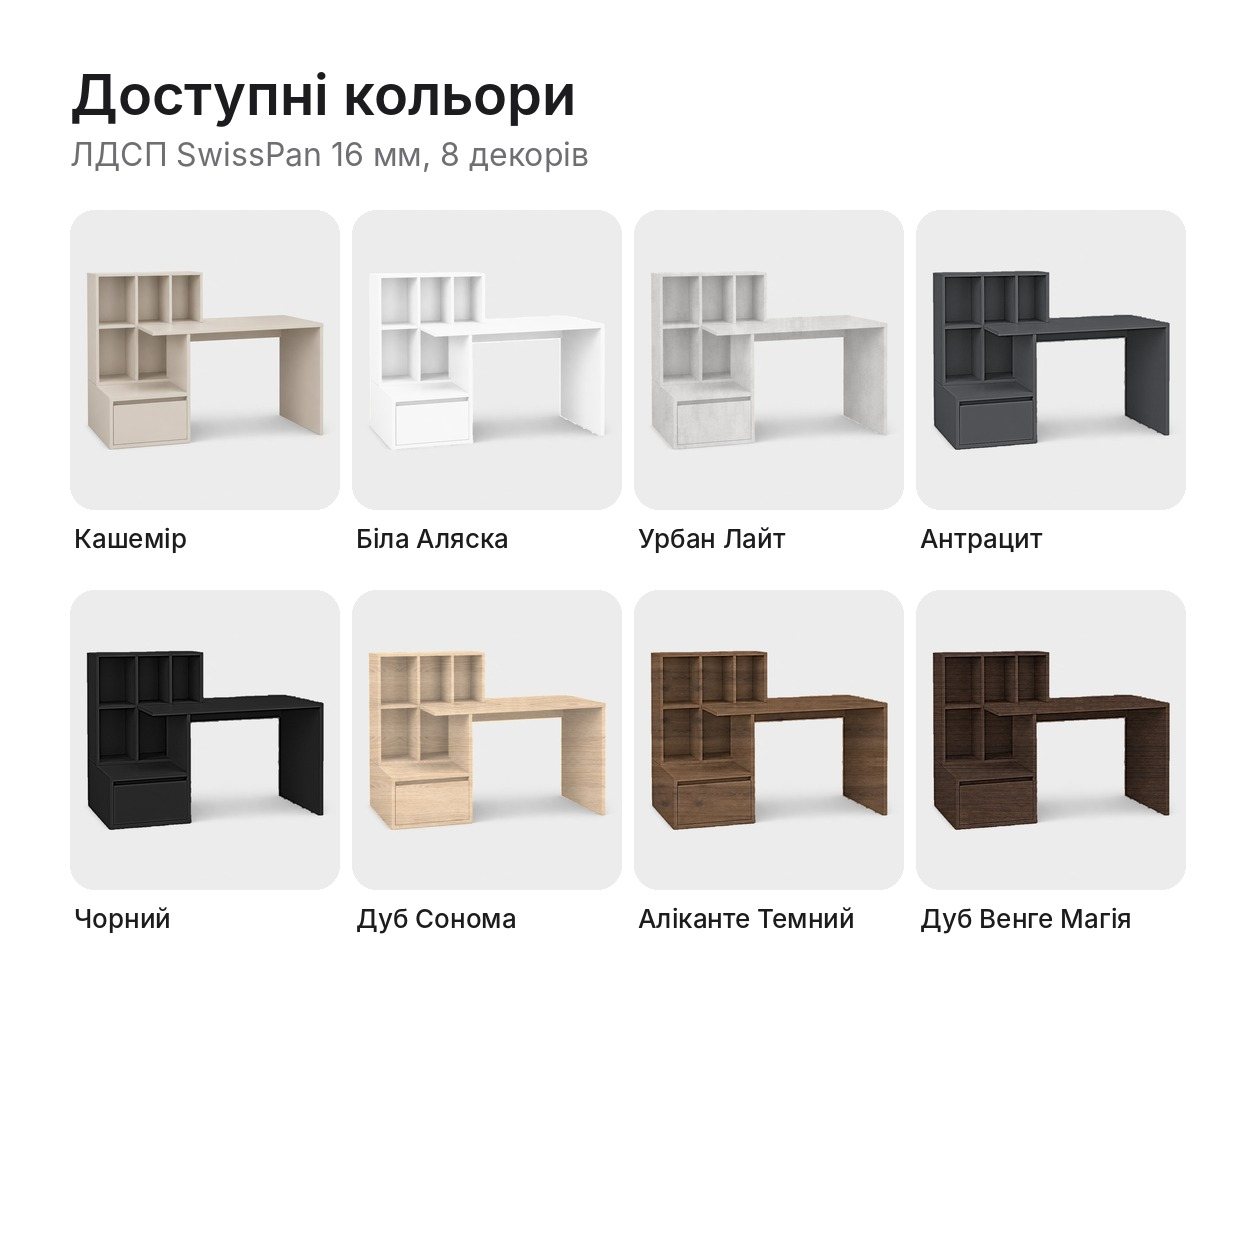 Доступні кольори
ЛДСП SwissPan 16 мм, 8 декорів
Кашемір
Біла Аляска
Урбан Лайт
Антрацит
Чорний
Дуб Сонома
Аліканте Темний
Дуб Венге Магія